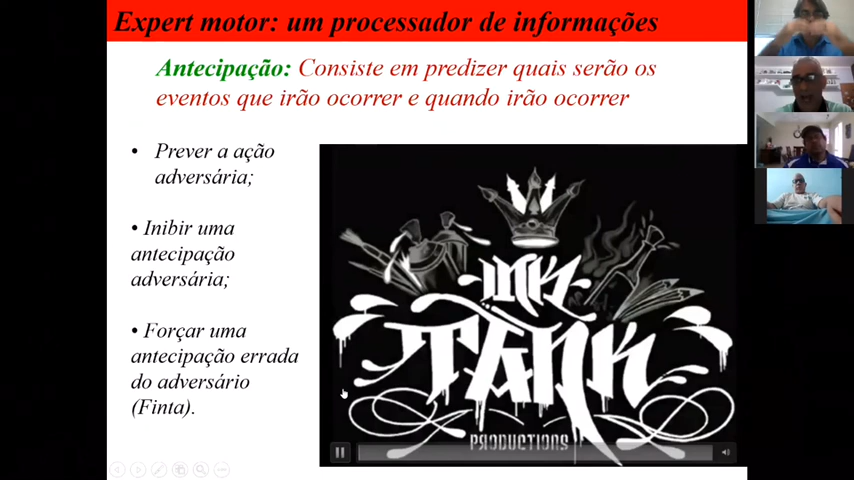 Expert motor: um processador de informações
Antecipação: Consiste em predizer quais serão os
eventos que irão ocorrer e quando irão ocorrer
• Prever a ação
adversária;
• Inibir uma
antecipação
adversária;
• Forçar uma
antecipação errada
do adversário
(Finta).
INK
TANK
PRODUCTIONS